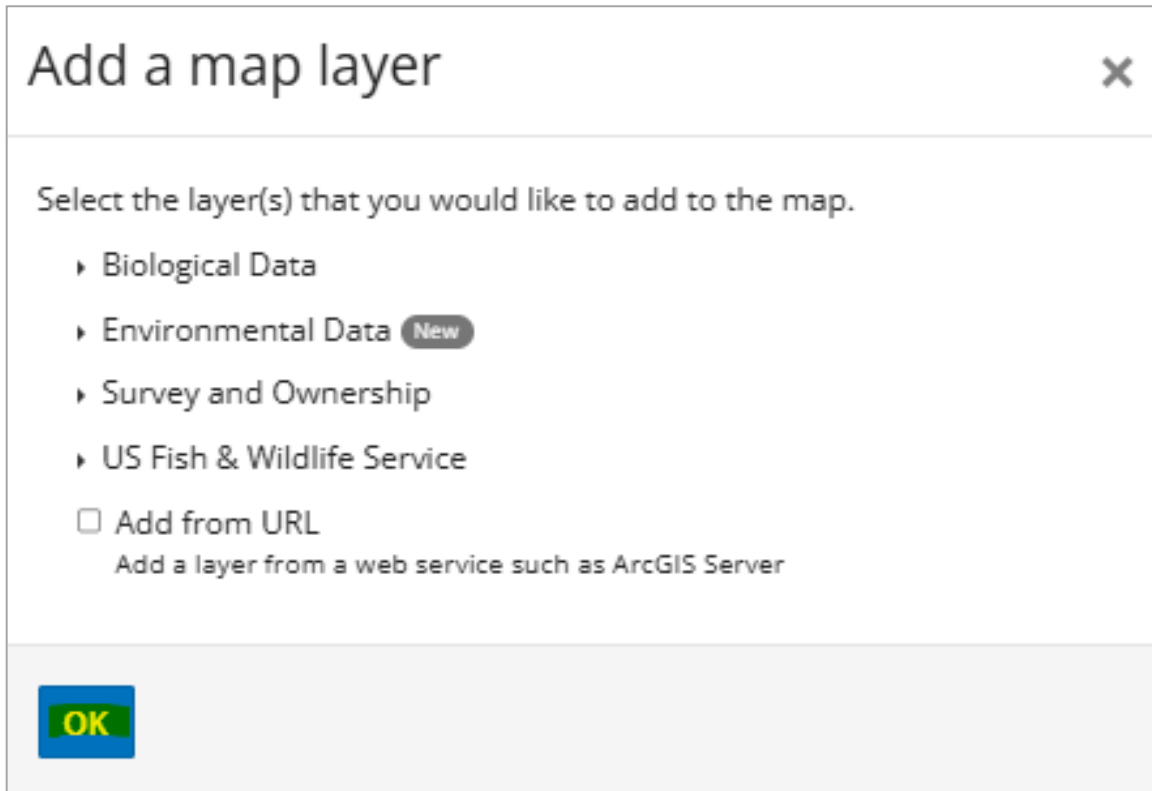 Add a map layer
Select the layer(s) that you would like to add to the map.
Biological Data
Environmental Data New
Survey and Ownership
US Fish & Wildlife Service
Add from URL
Add a layer from a web service such as ArcGIS Server
OK